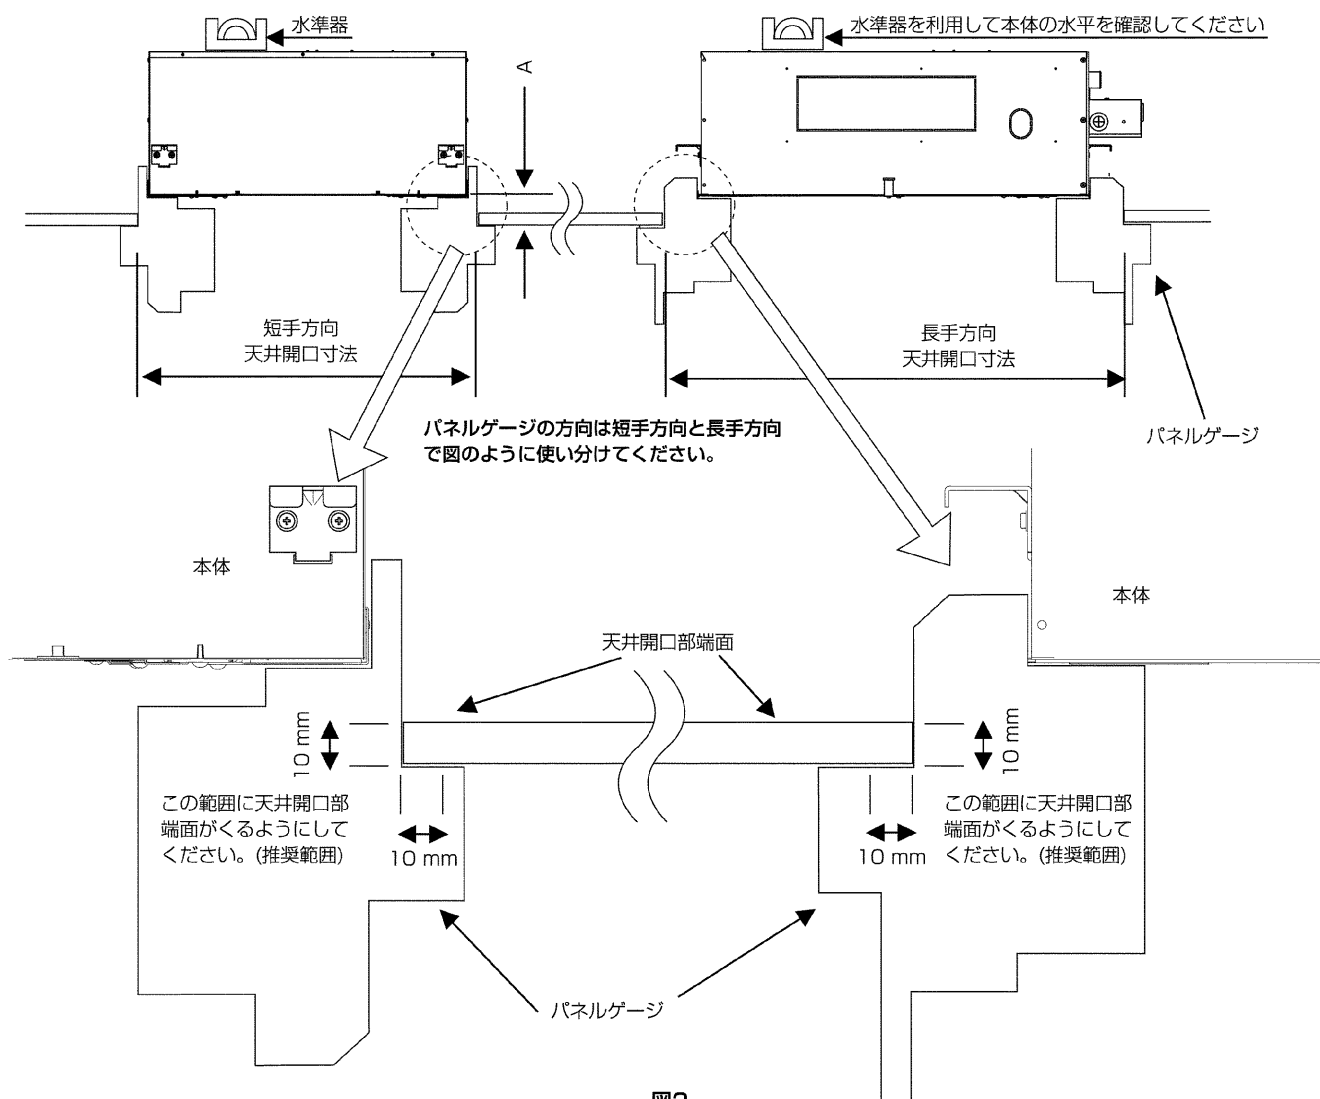 水準器
水準器を利用して本体の水平を確認してください
A
短手方向
天井開口寸法
長手方向
天井開口寸法
パネルゲージの方向は短手方向と長手方向
で図のように使い分けてください。
パネルゲージ
本体
本体
天井開口部端面
10 mm
10 mm
この範囲に天井開口部
端面がくるようにして
ください。(推奨範囲)
10 mm
10 mm
この範囲に天井開口部
端面がくるようにして
ください。(推奨範囲)
パネルゲージ